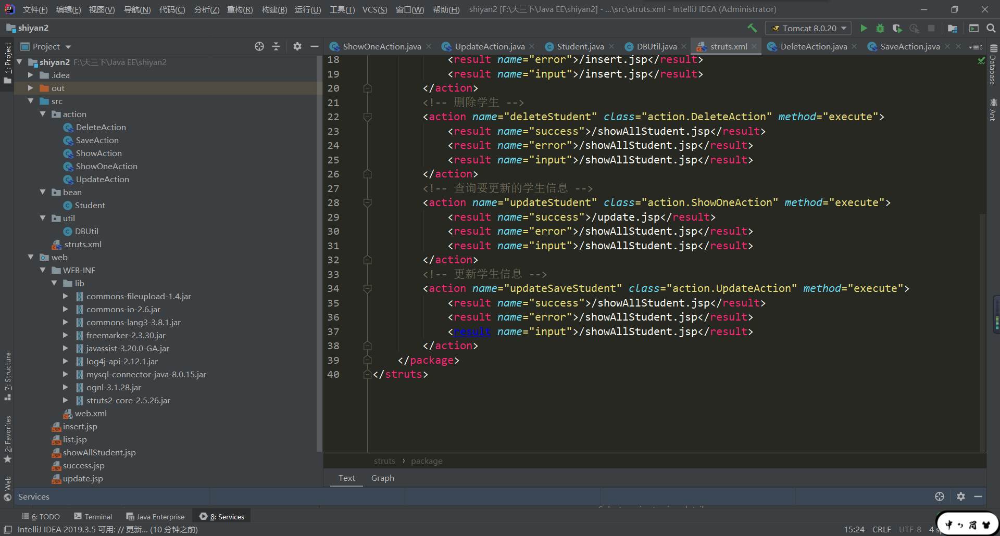 文件(F) 编辑(E) 视图(V) 导航(N) 代码(C) 分析(Z) 重构(R) 构建(B) 运行(U) 工具(T) VCS(S) 窗口(W) 帮助(H) shiyan2 [F:\大三下\Java EE\shiyan2] - ...\src\struts.xml - IntelliJ IDEA (Administrator)
shiyan2 Tomcat 8.0.20
Project
ShowOneAction.java UpdateAction.java Student.java DBUtil.java struts.xml DeleteAction.java SaveAction.java 3
1: Project
7: Structure
2: Favorites
Web
shiyan2 F:\大三下\Java EE\shiyan2
.idea
out
src
action
DeleteAction
SaveAction
ShowAction
ShowOneAction
UpdateAction
bean
Student
util
DBUtil
struts.xml
web
WEB-INF
lib
commons-fileupload-1.4.jar
commons-io-2.6.jar
commons-lang3-3.8.1.jar
freemarker-2.3.30.jar
javassist-3.20.0-GA.jar
log4j-api-2.12.1.jar
mysql-connector-java-8.0.15.jar
ognl-3.1.28.jar
struts2-core-2.5.26.jar
web.xml
insert.jsp
list.jsp
showAllStudent.jsp
success.jsp
update.jsp
18 <result name="error">/insert.jsp</result>
19 <result name="input">/insert.jsp</result>
20 </action>
21 <!-- 删除学生 -->
22 <action name="deleteStudent" class="action.DeleteAction" method="execute">
23 <result name="success">/showAllStudent.jsp</result>
24 <result name="error">/showAllStudent.jsp</result>
25 <result name="input">/showAllStudent.jsp</result>
26 </action>
27 <!-- 查询要更新的学生信息 -->
28 <action name="updateStudent" class="action.ShowOneAction" method="execute">
29 <result name="success">/update.jsp</result>
30 <result name="error">/showAllStudent.jsp</result>
31 <result name="input">/showAllStudent.jsp</result>
32 </action>
33 <!-- 更新学生信息 -->
34 <action name="updateSaveStudent" class="action.UpdateAction" method="execute">
35 <result name="success">/showAllStudent.jsp</result>
36 <result name="error">/showAllStudent.jsp</result>
37 <result name="input">/showAllStudent.jsp</result>
38 </action>
39 </package>
40 </struts>
struts › package
Text Graph
Database
Ant
Services
6: TODO Terminal Java Enterprise 8: Services
IntelliJ IDEA 2019.3.5 可用: // 更新... (10 分钟之前) 15:24 CRLF UTF-8 4
中 简